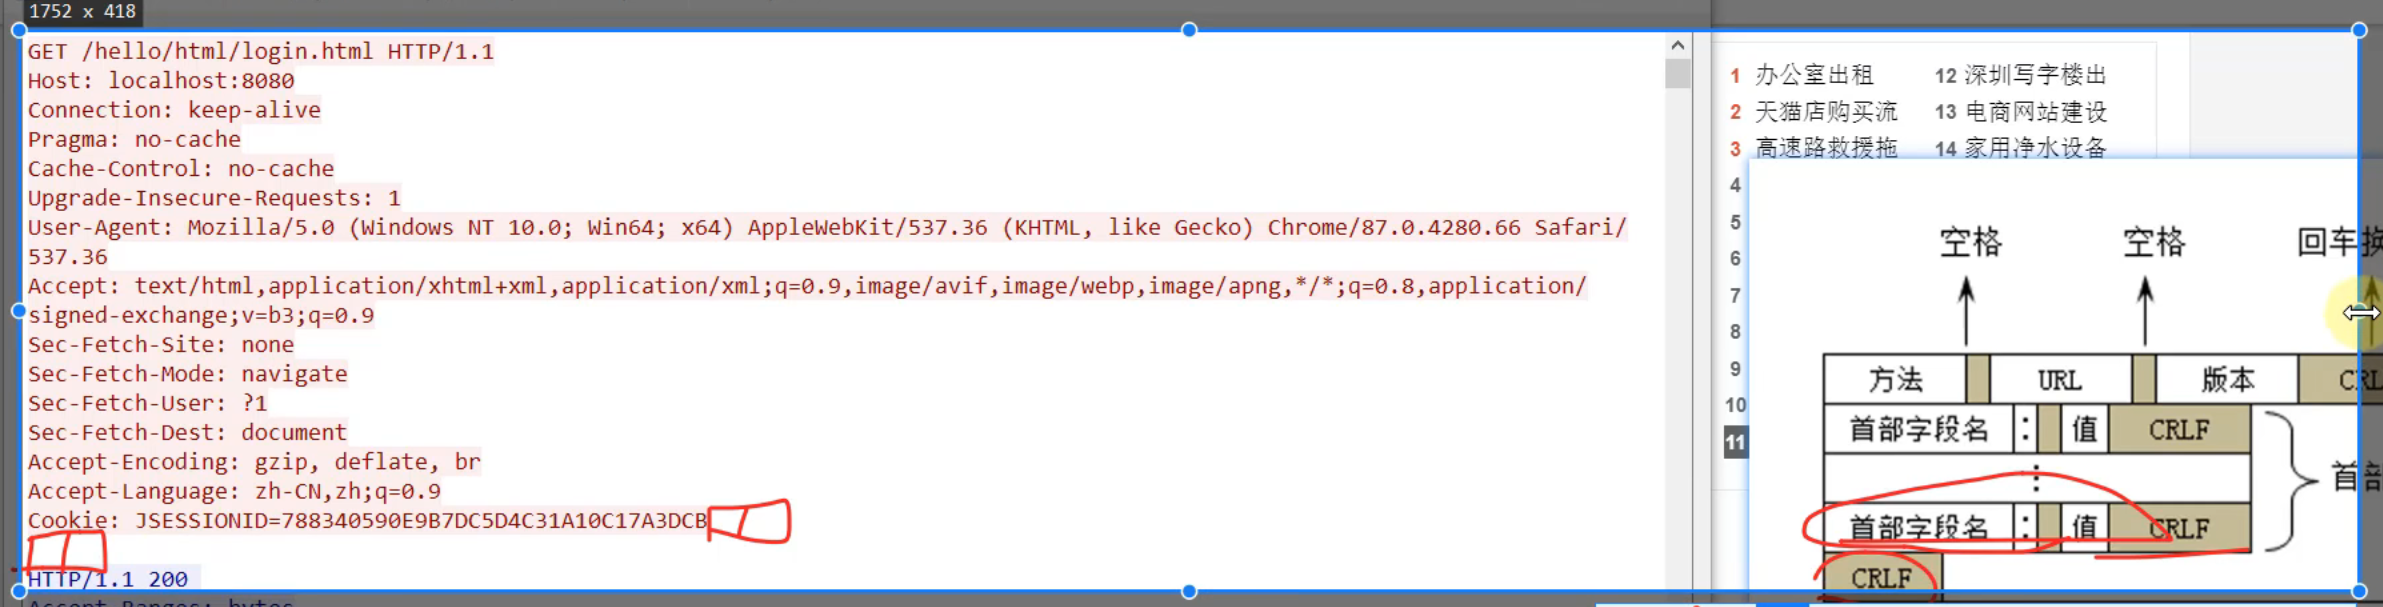 1752 x 418
GET /hello/html/login.html HTTP/1.1
Host: localhost:8080
Connection: keep-alive
Pragma: no-cache
Cache-Control: no-cache
Upgrade-Insecure-Requests: 1
User-Agent: Mozilla/5.0 (Windows NT 10.0; Win64; x64) AppleWebKit/537.36 (KHTML, like Gecko) Chrome/87.0.4280.66 Safari/
537.36
Accept: text/html,application/xhtml+xml,application/xml;q=0.9,image/avif,image/webp,image/apng,*/*;q=0.8,application/
signed-exchange;v=b3;q=0.9
Sec-Fetch-Site: none
Sec-Fetch-Mode: navigate
Sec-Fetch-User: ?1
Sec-Fetch-Dest: document
Accept-Encoding: gzip, deflate, br
Accept-Language: zh-CN,zh;q=0.9
Cookie: JSESSIONID=788340590E9B7DC5D4C31A10C17A3DCB
HTTP/1.1 200
1 办公室出租 12 深圳写字楼出
2 天猫店购买流 13 电商网站建设
3 高速路救援拖 14 家用净水设备
4
5
6
7
8
9
10
11
空格 空格 回车换
方法 URL 版本 CRL
首部字段名 : 值 CRLF
:
首部字段名 : 值 CRLF
CRLF
首部